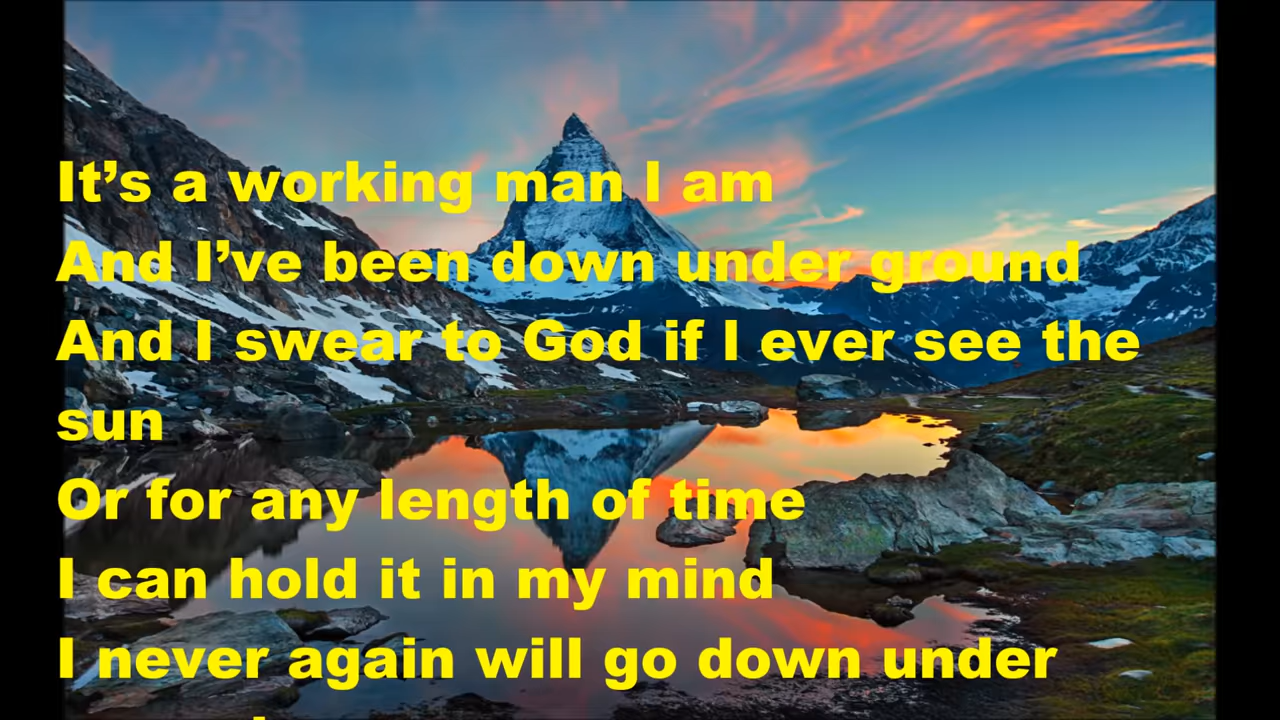 It’s a working man I am
And I’ve been down under ground
And I swear to God if I ever see the
sun
Or for any length of time
I can hold it in my mind
I never again will go down under